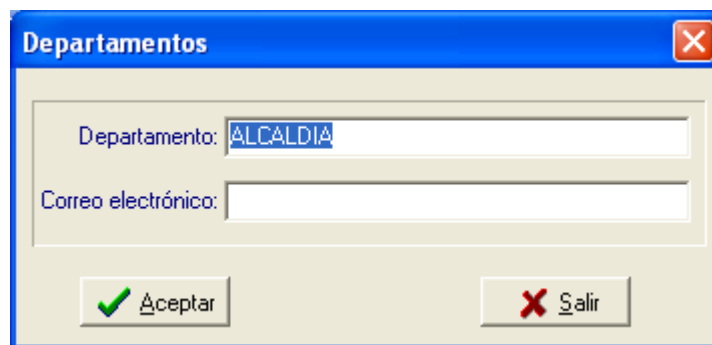 Departamentos
Departamento: ALCALDIA
Correo electrónico:
Aceptar Salir